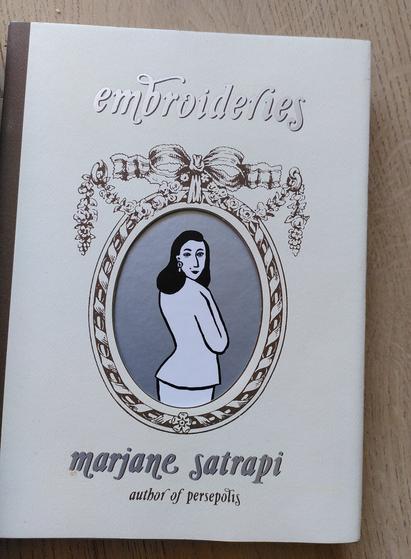 embroideries
marjane satrapi
author of persepolis